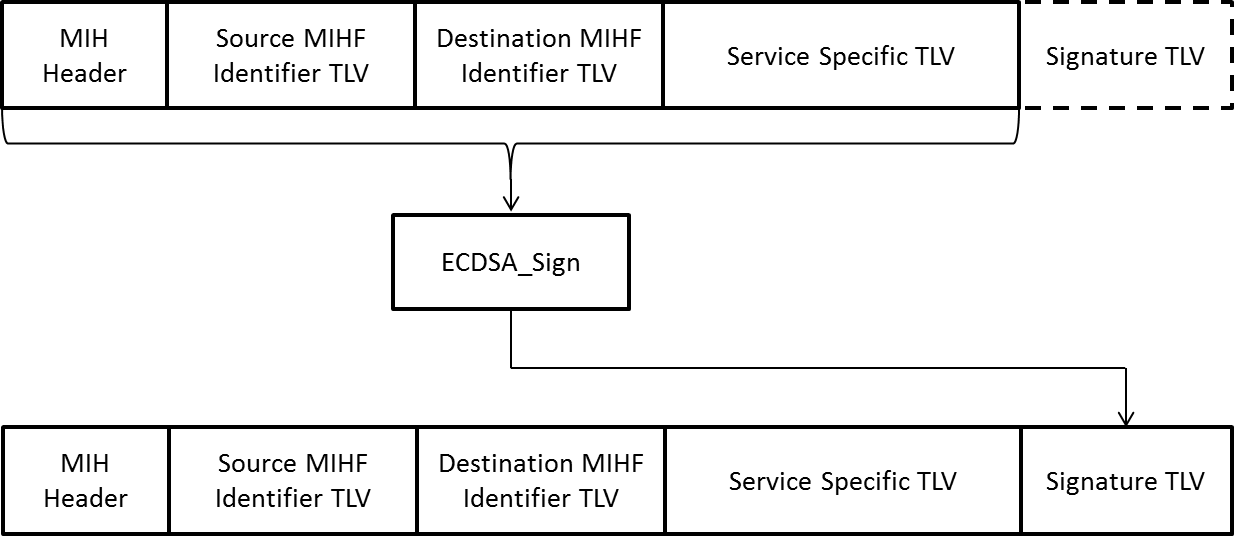 MIH
Header
Source MIHF
Identifier TLV
Destination MIHF
Identifier TLV
Service Specific TLV
Signature TLV
ECDSA_Sign
MIH
Header
Source MIHF
Identifier TLV
Destination MIHF
Identifier TLV
Service Specific TLV
Signature TLV